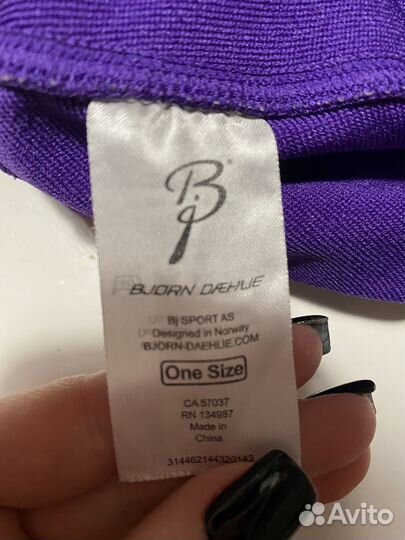 B.
BJORN DÆHLIE
Bj SPORT AS
Designed in Norway
BJORN-DAEHLIE.COM
One Size
CA 57037
RN 134987
Made in
China
314462144320143
Avito